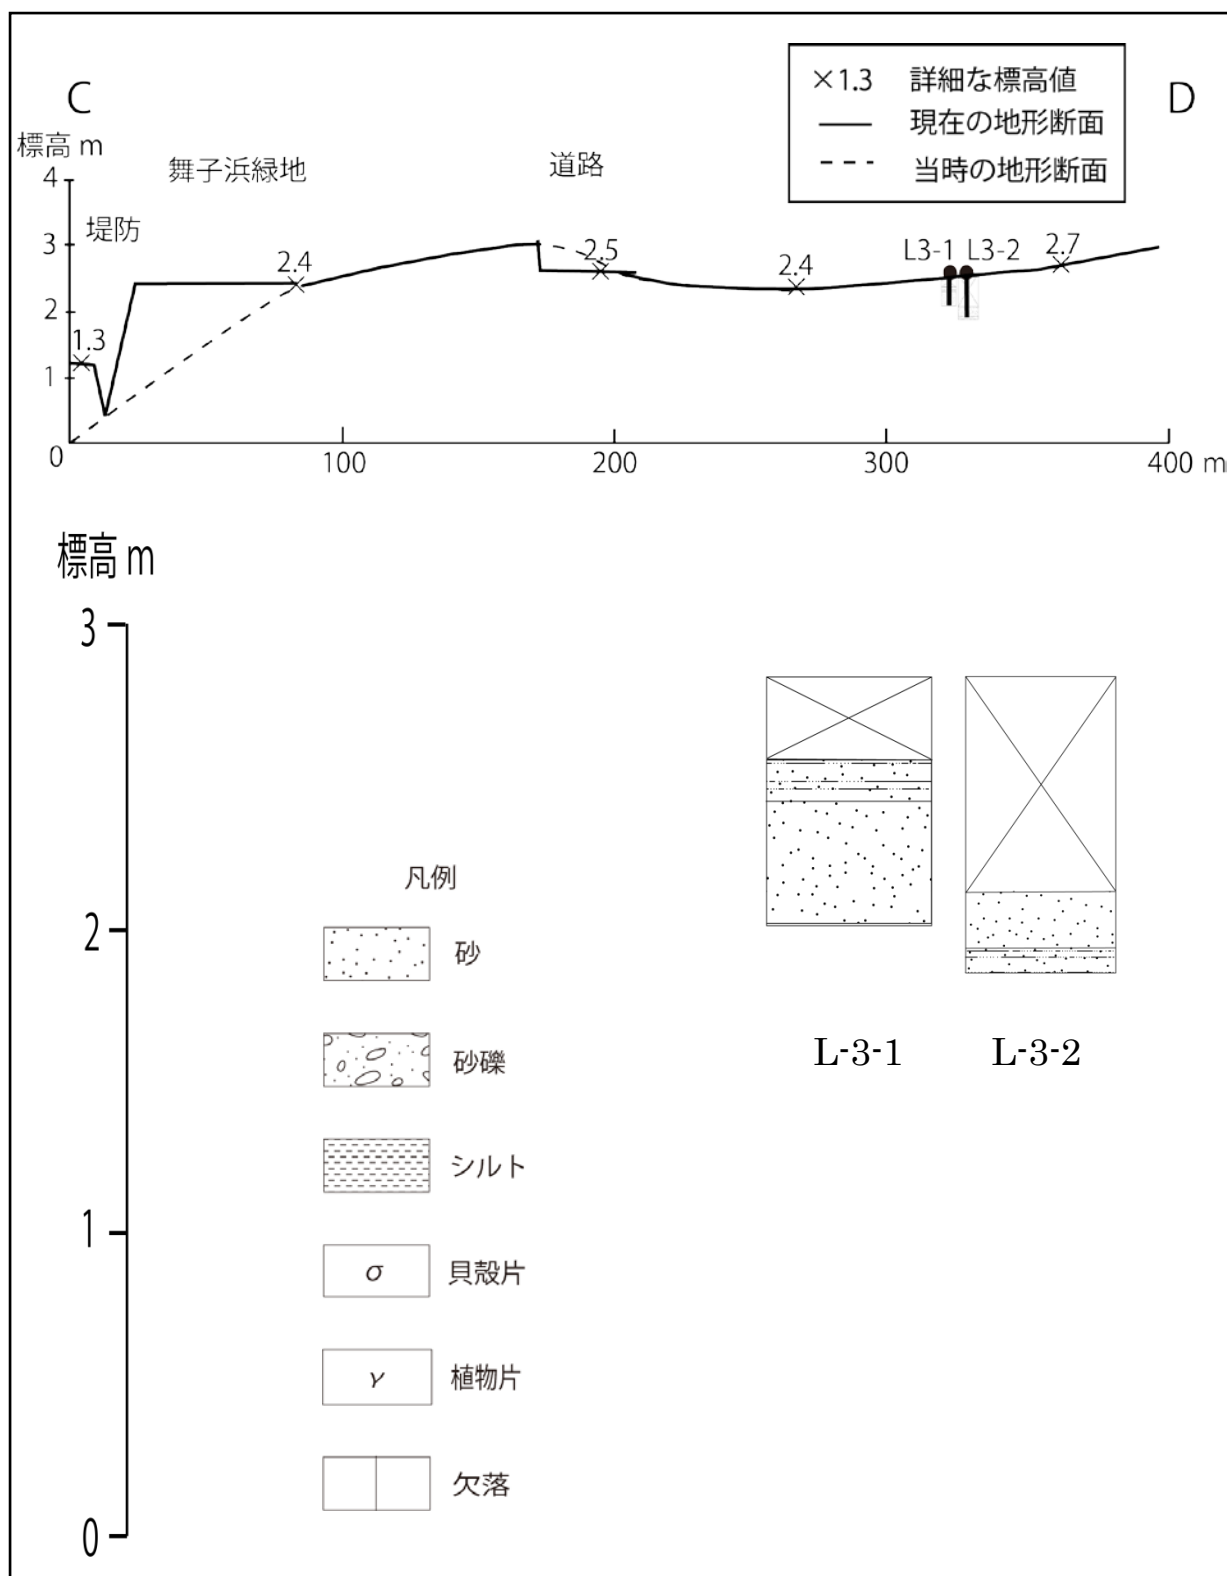 C
D
×1.3 詳細な標高値
現在の地形断面
当時の地形断面
標高 m
舞子浜緑地
道路
堤防
4
3
2
1
0
1.3
2.4
2.5
2.4
L3-1
L3-2
2.7
100
200
300
400 m
標高 m
3
2
1
0
凡例
砂
砂礫
シルト
σ 貝殻片
γ 植物片
欠落
L-3-1
L-3-2